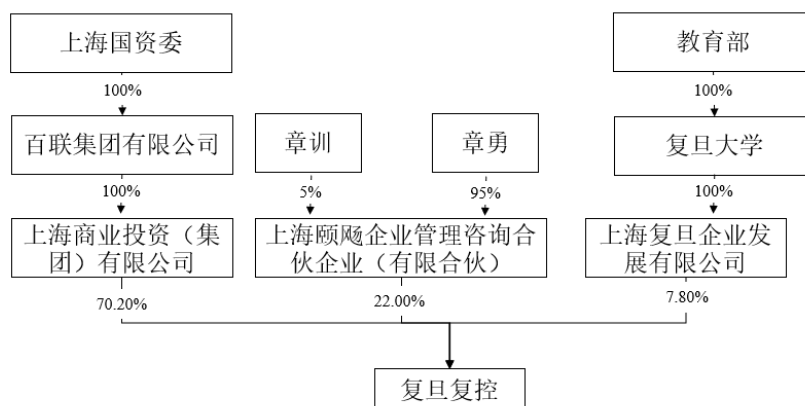 上海国资委
教育部
100%
100%
百联集团有限公司
章训
章勇
复旦大学
100%
5%
95%
100%
上海商业投资（集
团）有限公司
上海颐飏企业管理咨询合
伙企业（有限合伙）
上海复旦企业发
展有限公司
70.20%
22.00%
7.80%
复旦复控